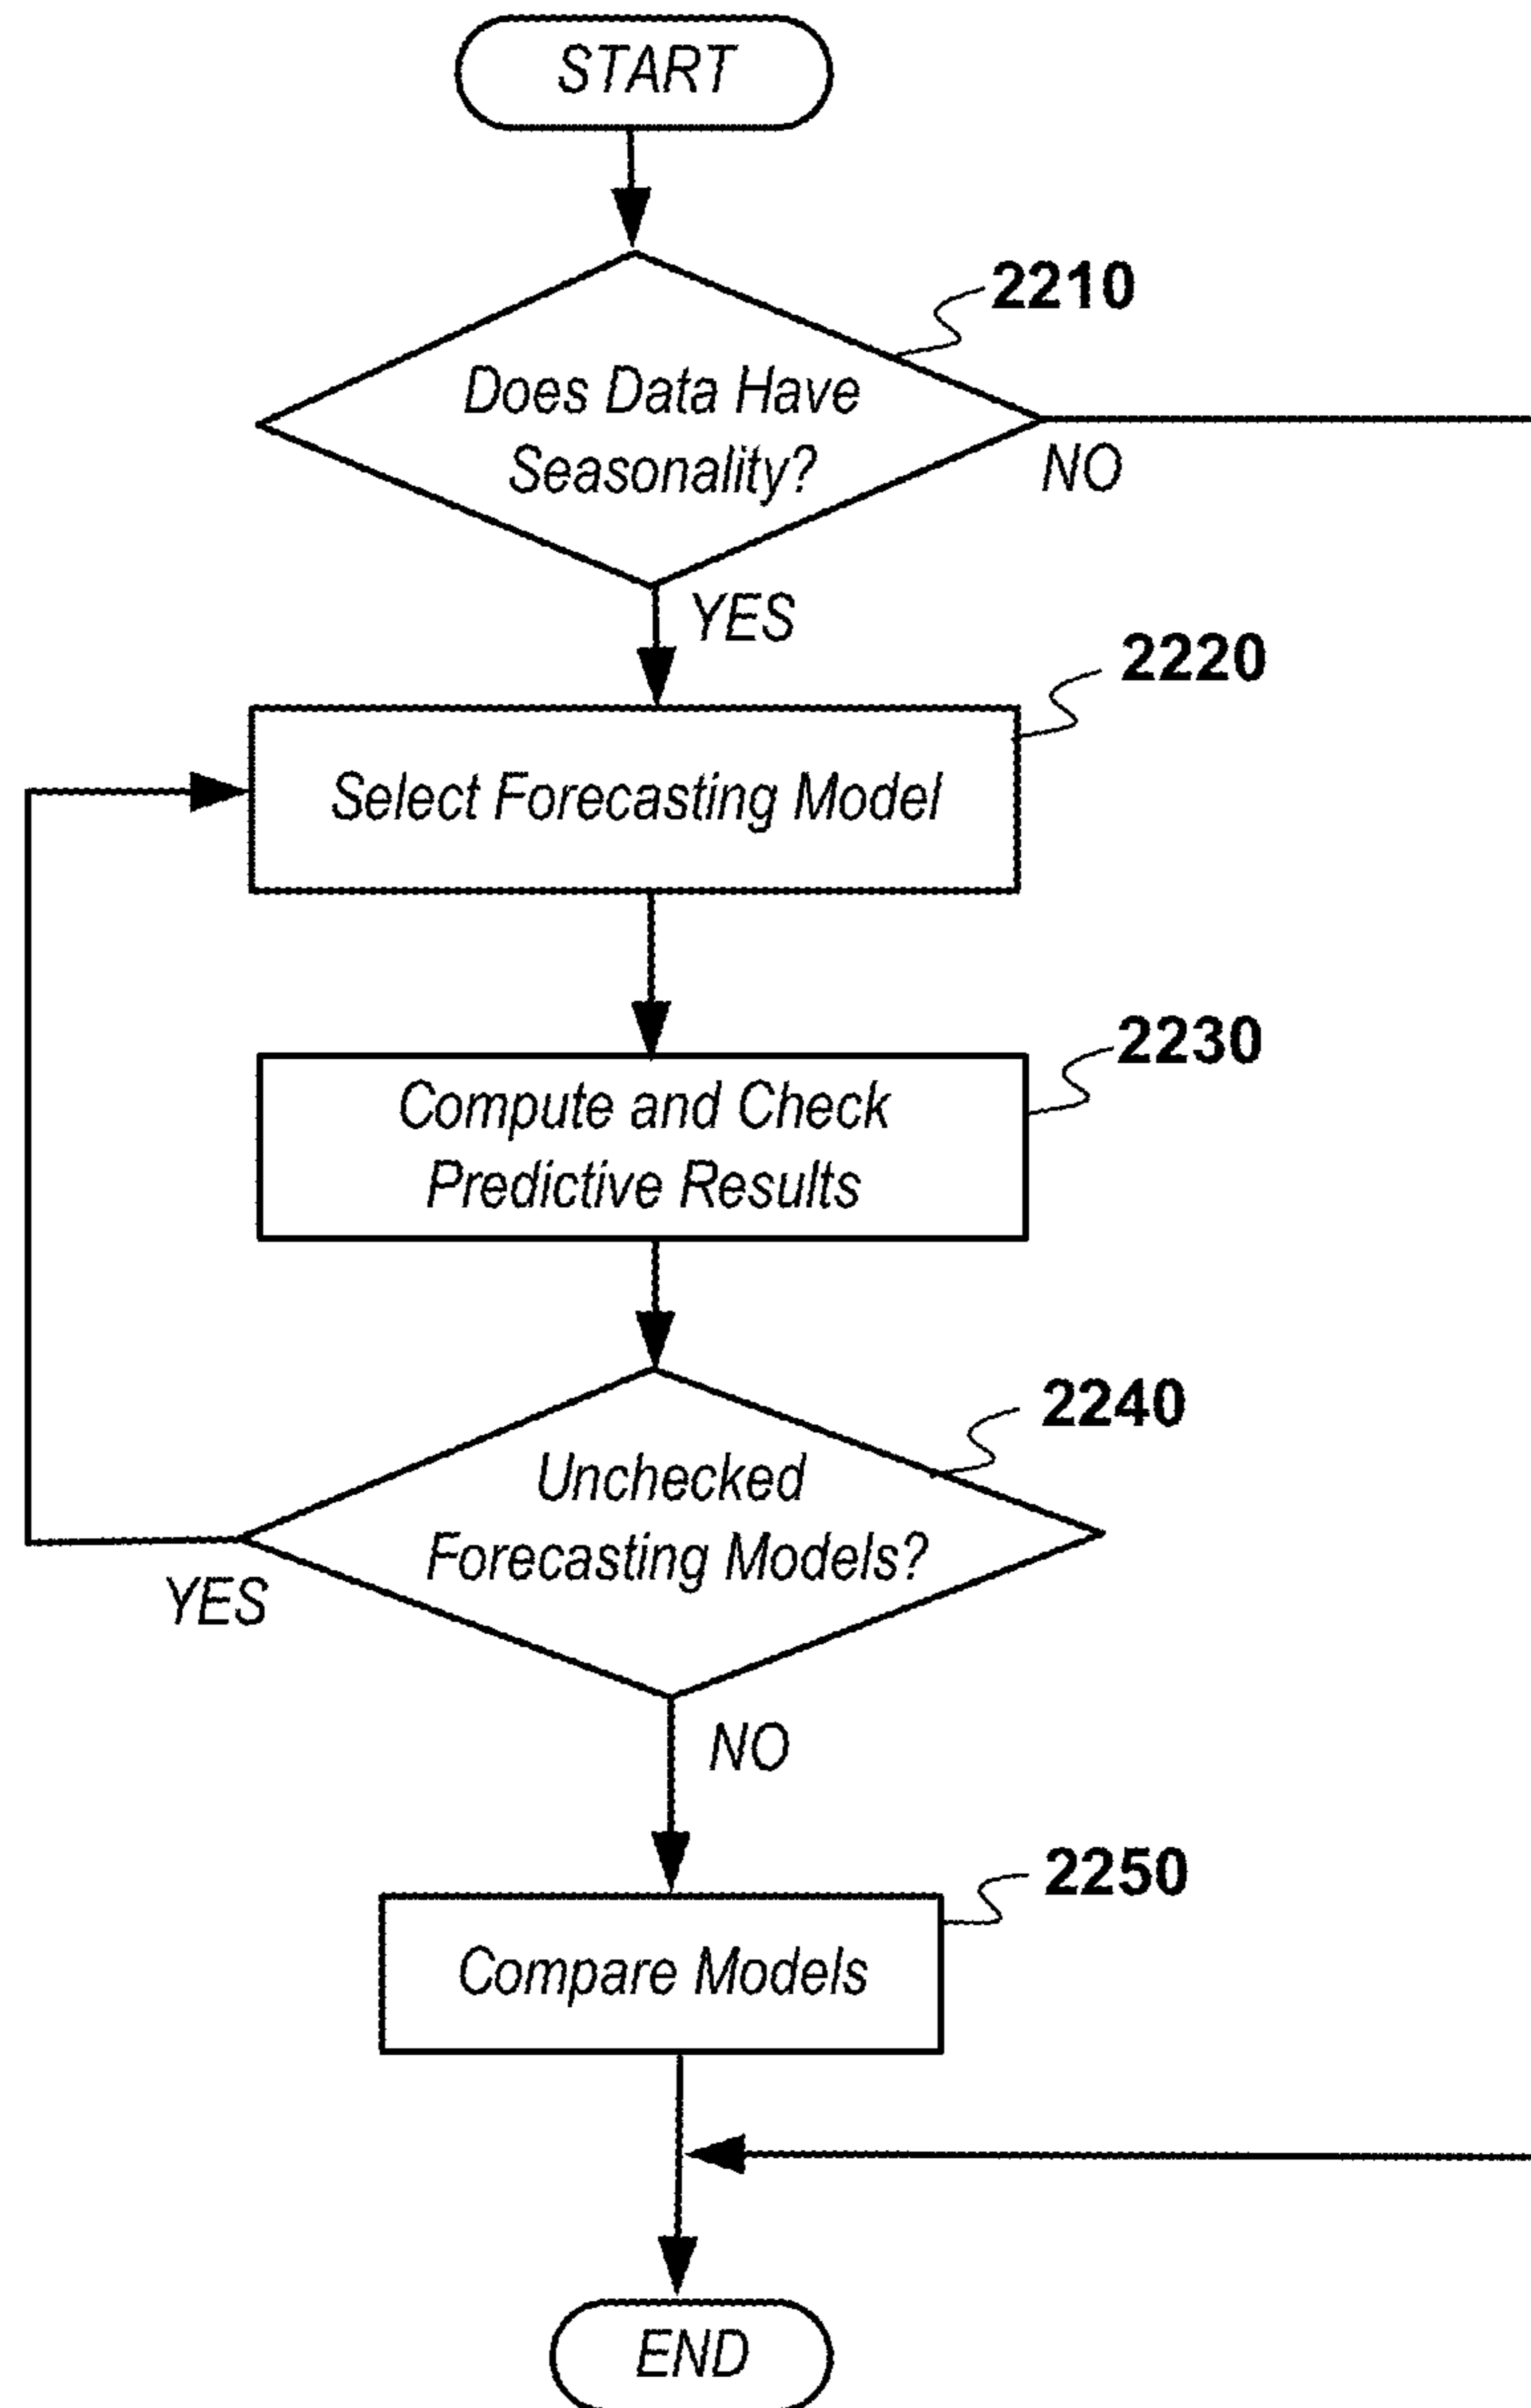 START
2210
Does Data Have
Seasonality?
NO
YES
2220
Select Forecasting Model
2230
Compute and Check
Predictive Results
2240
Unchecked
Forecasting Models?
YES
NO
2250
Compare Models
END